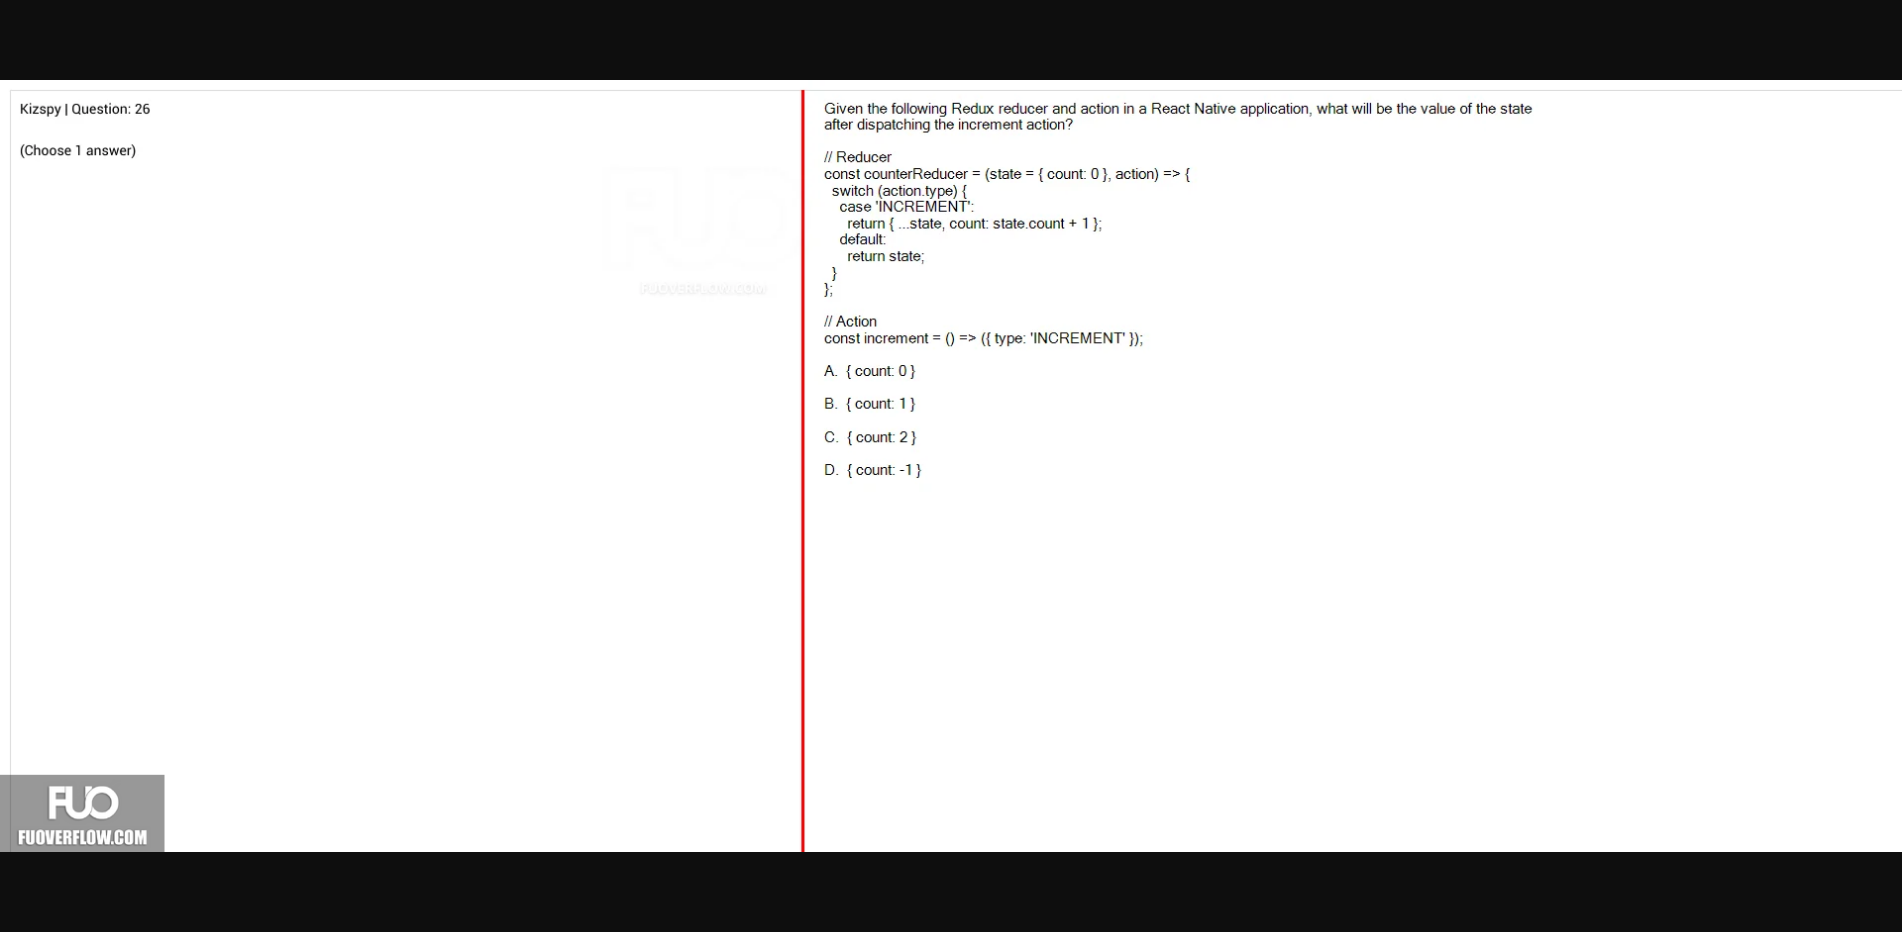 Kizspy | Question: 26
(Choose 1 answer)
FUO
FUOVERFLOW.COM
Given the following Redux reducer and action in a React Native application, what will be the value of the state
after dispatching the increment action?
// Reducer
const counterReducer = (state = { count: 0 }, action) => {
switch (action.type) {
case 'INCREMENT':
return { ...state, count: state.count + 1 };
default:
return state;
}
};
// Action
const increment = () => ({ type: 'INCREMENT' });
A. { count: 0 }
B. { count: 1 }
C. { count: 2 }
D. { count: -1 }
FUO
FUOVERFLOW.COM